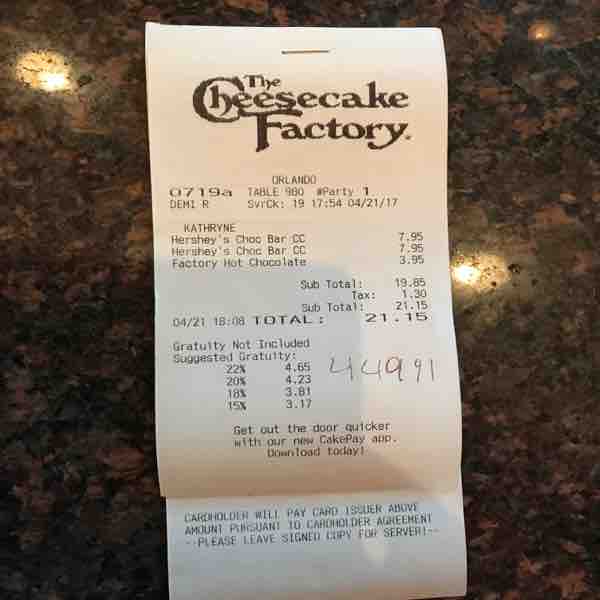 The
Cheesecake
Factory.
ORLANDO
0719a TABLE 980 #Party 1
DEMI R SvrCk: 19 17:54 04/21/17
KATHRYNE
Hershey's Choc Bar CC 7.95
Hershey's Choc Bar CC 7.95
Factory Hot Chocolate 3.95
Sub Total: 19.85
Tax: 1.30
Sub Total: 21.15
04/21 18:08 TOTAL: 21.15
Gratuity Not Included
Suggested Gratuity:
22% 4.65
20% 4.23
18% 3.81
15% 3.17
44991
Get out the door quicker
with our new CakePay app.
Download today!
CARDHOLDER WILL PAY CARD ISSUER ABOVE
AMOUNT PURSUANT TO CARDHOLDER AGREEMENT
--PLEASE LEAVE SIGNED COPY FOR SERVER!--